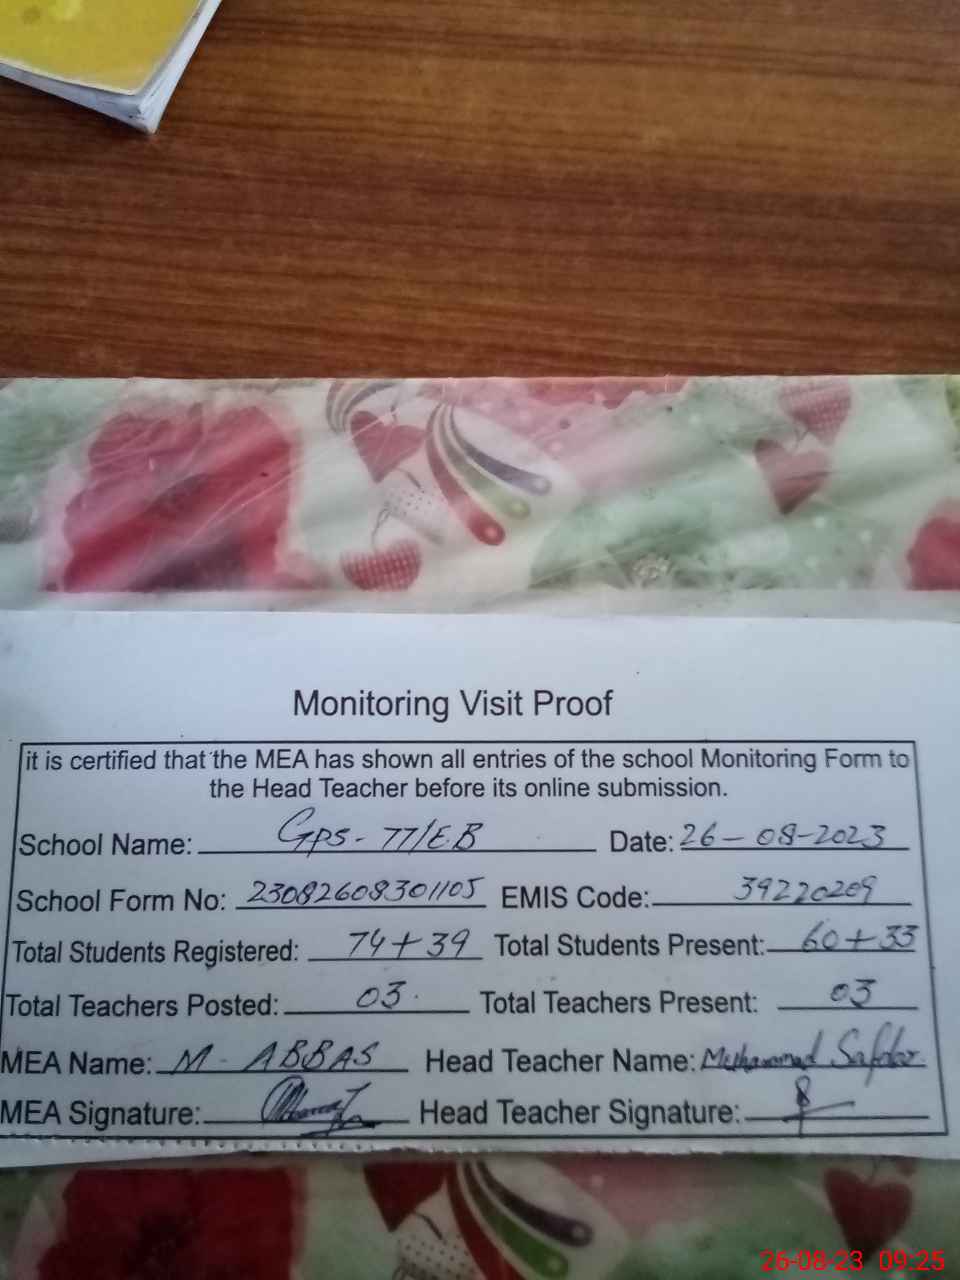 Monitoring Visit Proof
it is certified that the MEA has shown all entries of the school Monitoring Form to
the Head Teacher before its online submission.
School Name: GPS - 77/E.B Date: 26-08-2023
School Form No: 23082608301105 EMIS Code: 39220209
Total Students Registered: 74+39 Total Students Present: 60+33
Total Teachers Posted: 03 Total Teachers Present: 03
MEA Name: M- ABBAS Head Teacher Name: Muhammad Safdar
MEA Signature: Head Teacher Signature:
26-08-23 09:25